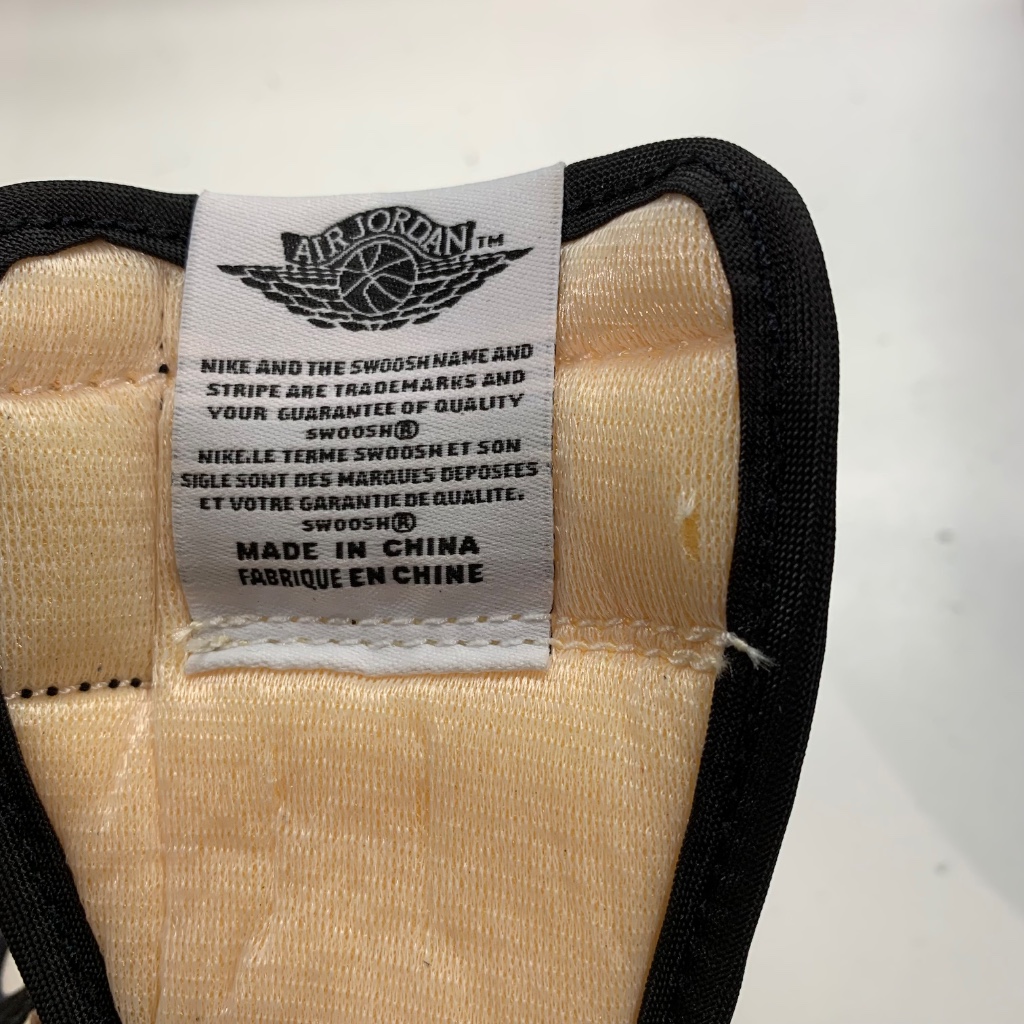 AIR JORDAN TM
NIKE AND THE SWOOSH NAME AND
STRIPE ARE TRADEMARKS AND
YOUR GUARANTEE OF QUALITY
SWOOSH®
NIKE.LE TERME SWOOSH ET SON
SIGLE SONT DES MARQUES DEPOSEES
ET VOTRE GARANTIE DE QUALITE.
SWOOSH®
MADE IN CHINA
FABRIQUE EN CHINE